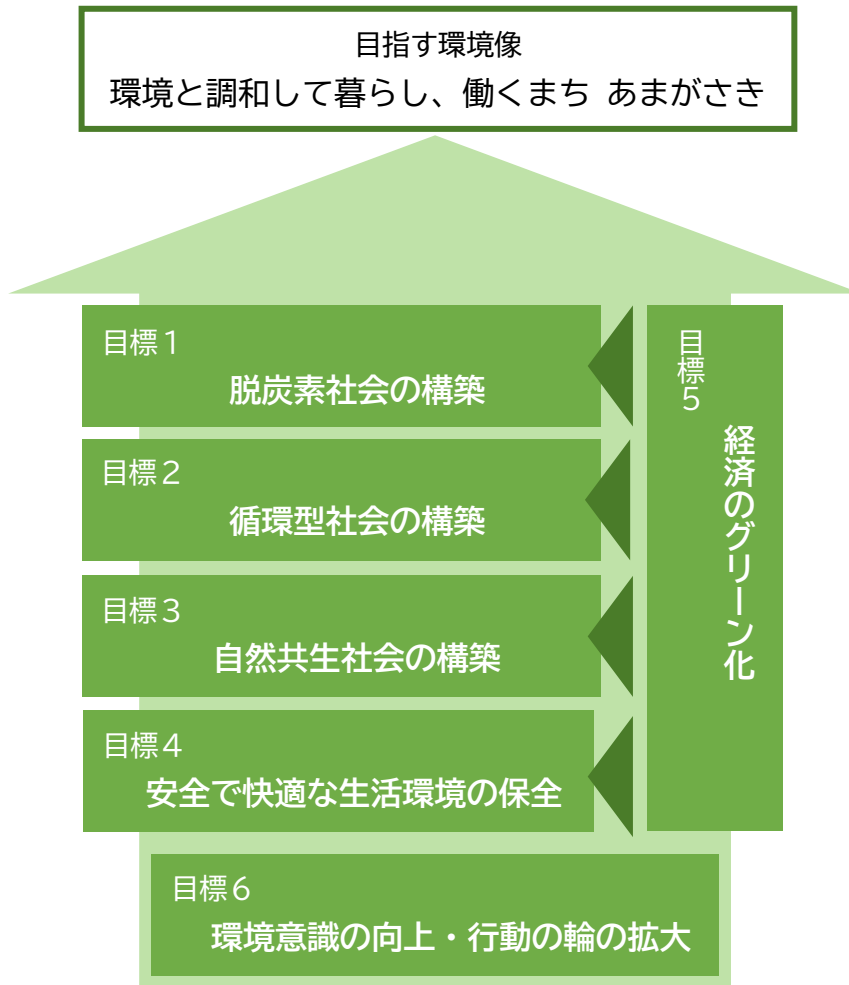 目指す環境像
環境と調和して暮らし、働くまち あまがさき
目標１
脱炭素社会の構築
目標２
循環型社会の構築
目標３
自然共生社会の構築
目標４
安全で快適な生活環境の保全
目標５
経済のグリーン化
目標６
環境意識の向上・行動の輪の拡大